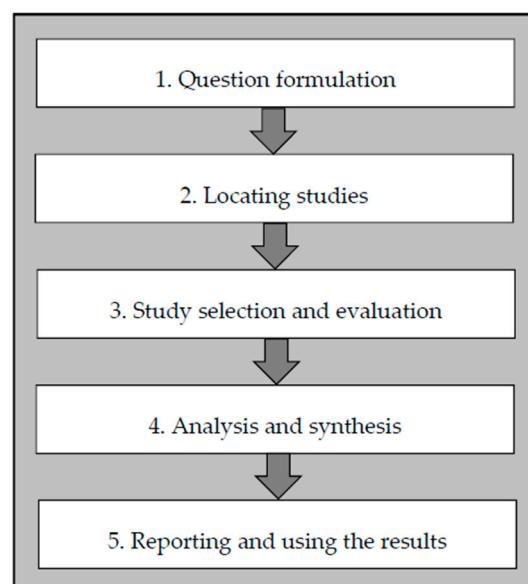 1. Question formulation
2. Locating studies
3. Study selection and evaluation
4. Analysis and synthesis
5. Reporting and using the results